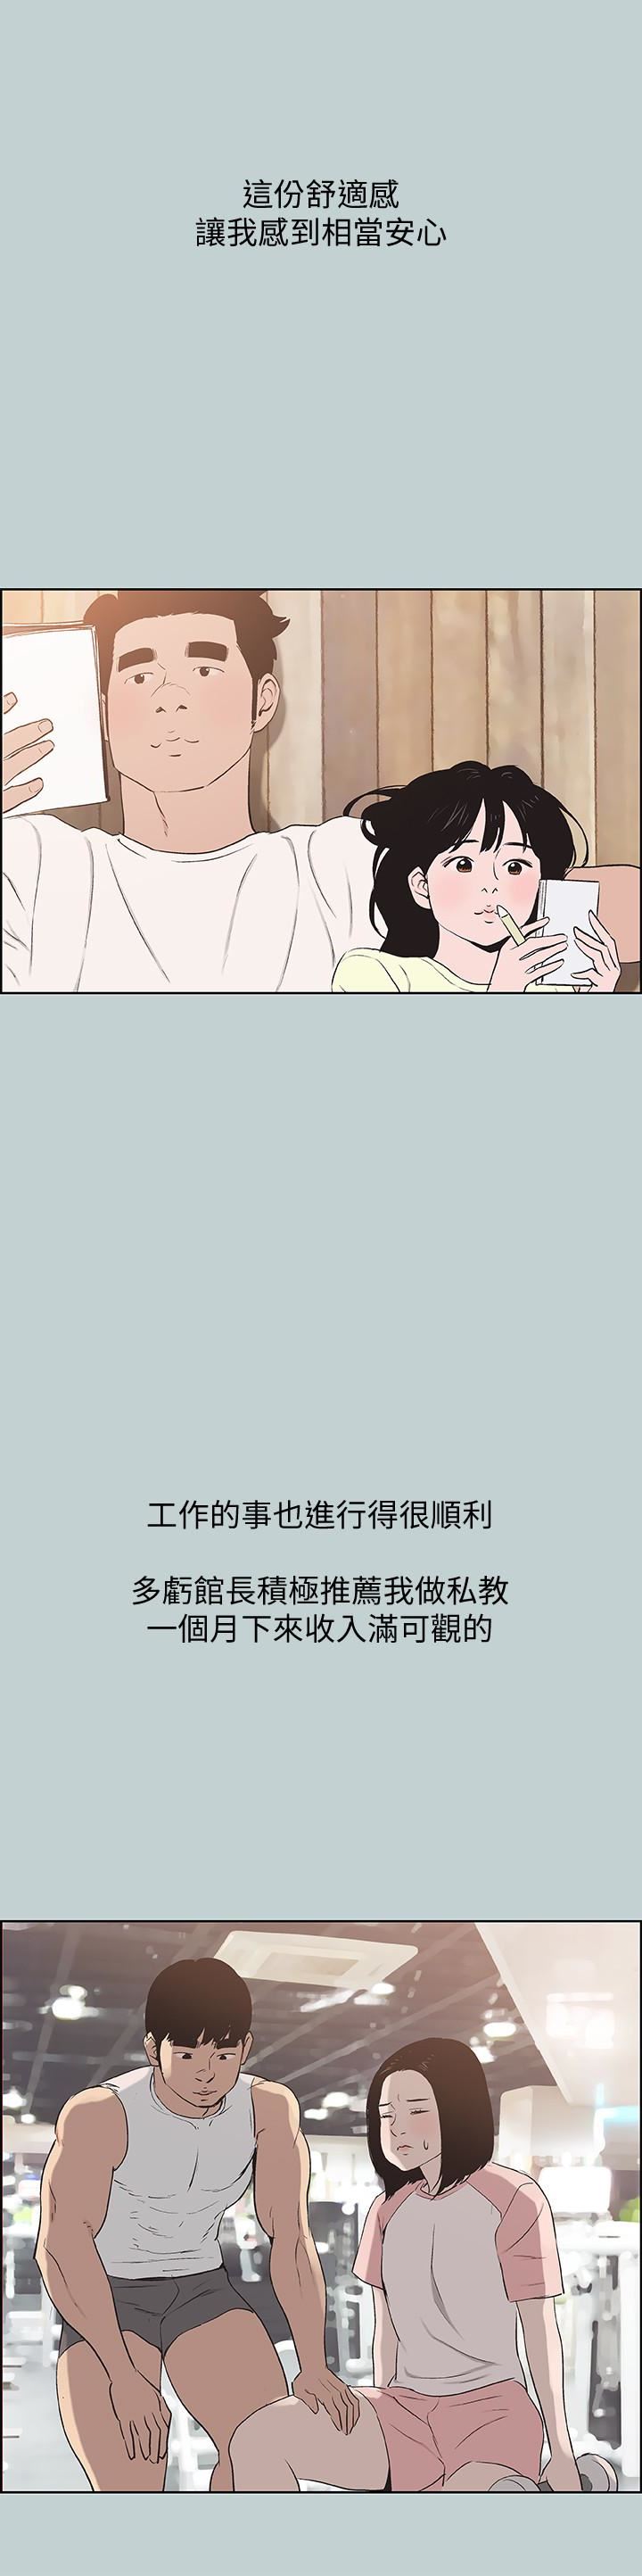 這份舒適感
讓我感到相當安心
工作的事也進行得很順利
多虧館長積極推薦我做私教
一個月下來收入滿可觀的